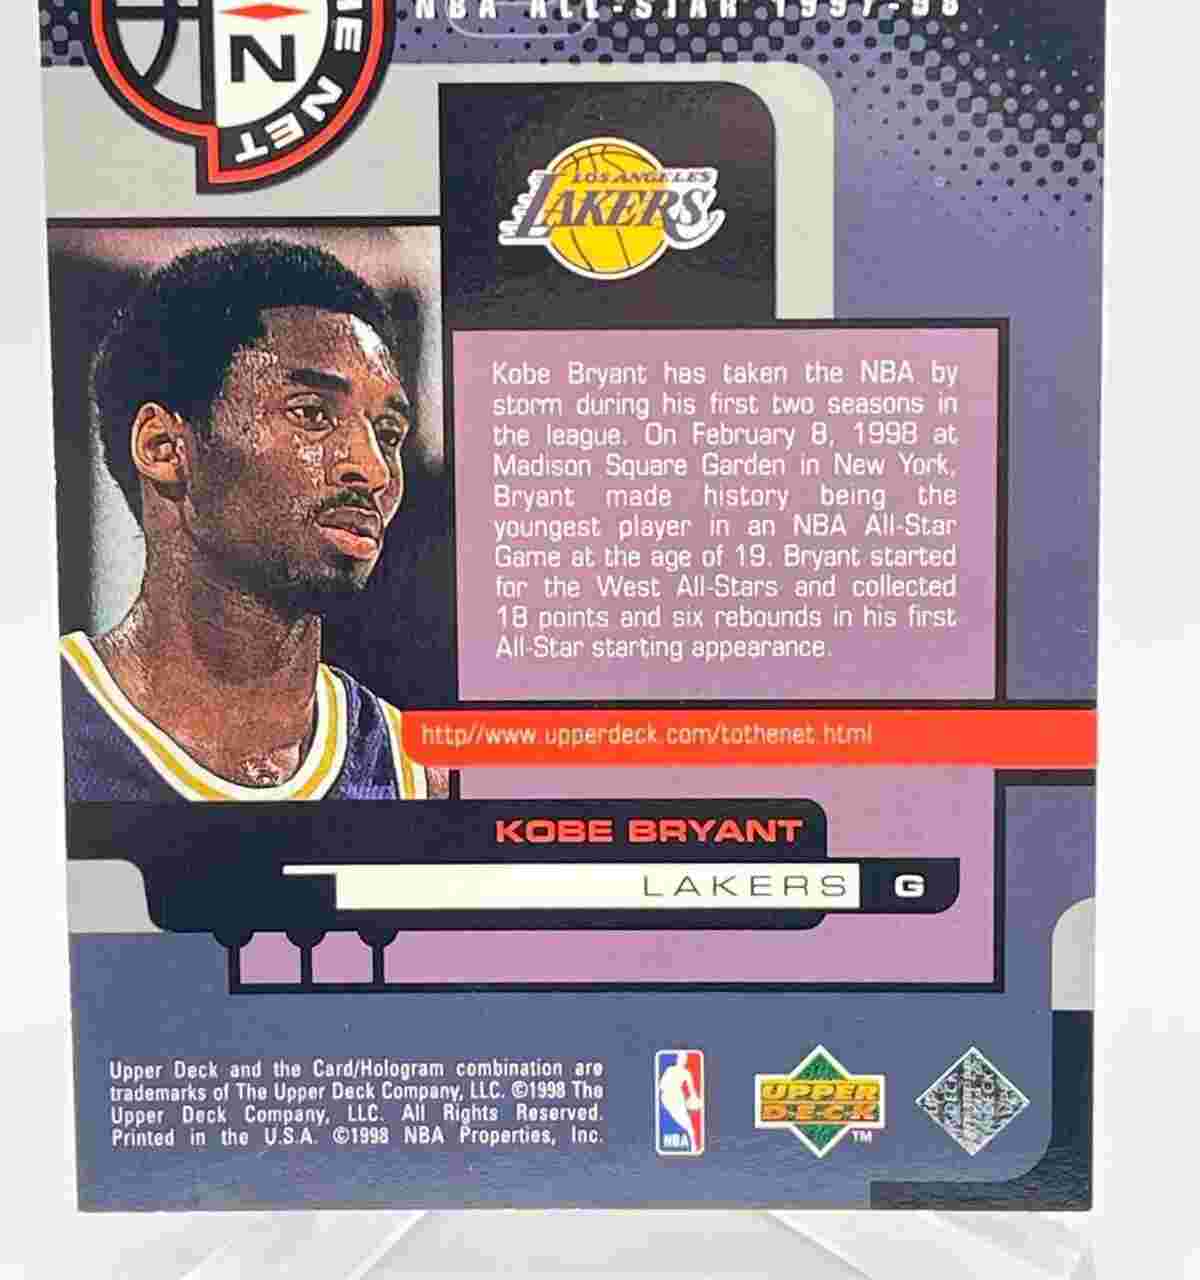 NBA ALL-STAR 1997-98
N
HE NET
LOS ANGELES
LAKERS
Kobe Bryant has taken the NBA by
storm during his first two seasons in
the league. On February 8, 1998 at
Madison Square Garden in New York,
Bryant made history being the
youngest player in an NBA All-Star
Game at the age of 19. Bryant started
for the West All-Stars and collected
18 points and six rebounds in his first
All-Star starting appearance.
http//www.upperdeck.com/tothenet.html
KOBE BRYANT
LAKERS G
Upper Deck and the Card/Hologram combination are
trademarks of The Upper Deck Company, LLC. ©1998 The
Upper Deck Company, LLC. All Rights Reserved.
Printed in the U.S.A. ©1998 NBA Properties, Inc.
NBA
UPPER
DECK
TM